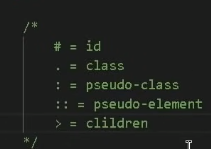 /*
# = id
. = class
: = pseudo-class
:: = pseudo-element
> = clildren
*/